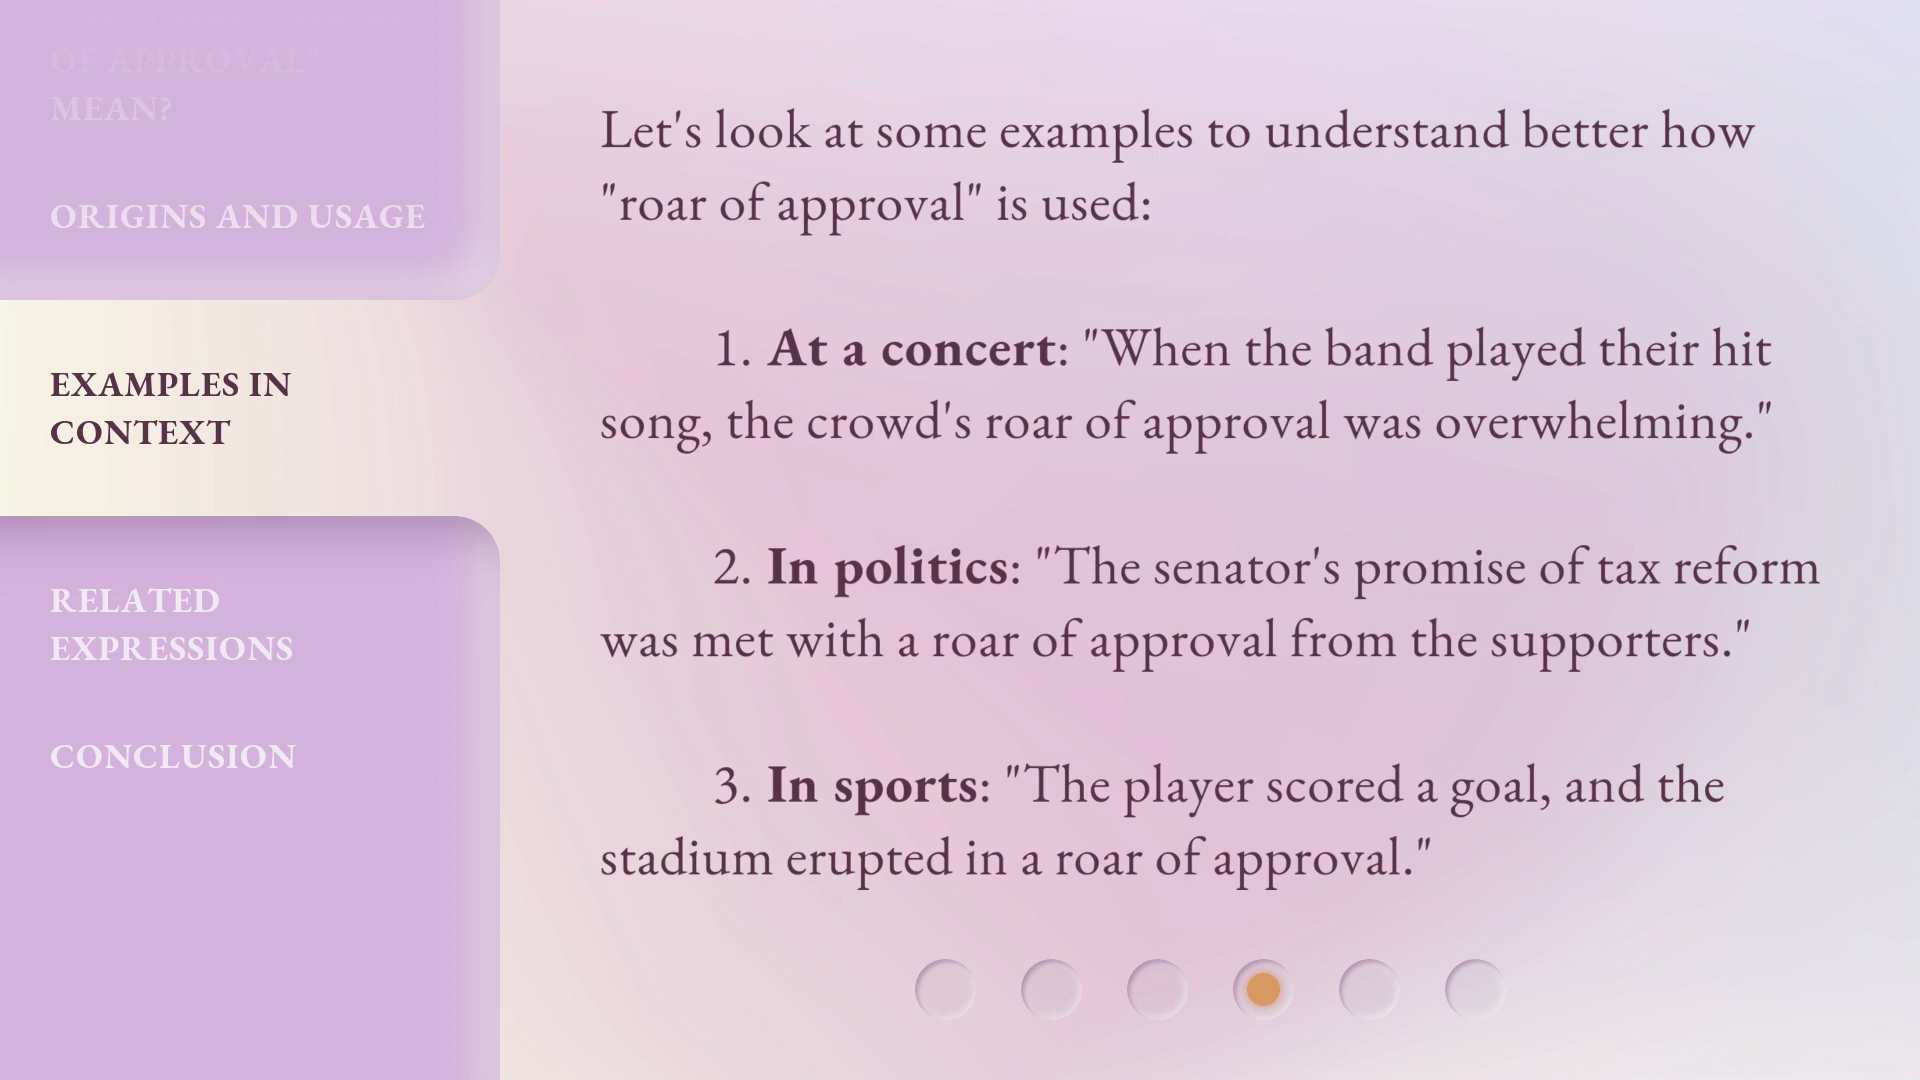 OF APPROVAL"
MEAN?
ORIGINS AND USAGE
EXAMPLES IN
CONTEXT
RELATED
EXPRESSIONS
CONCLUSION
Let's look at some examples to understand better how
"roar of approval" is used:
1. At a concert: "When the band played their hit
song, the crowd's roar of approval was overwhelming."
2. In politics: "The senator's promise of tax reform
was met with a roar of approval from the supporters."
3. In sports: "The player scored a goal, and the
stadium erupted in a roar of approval."